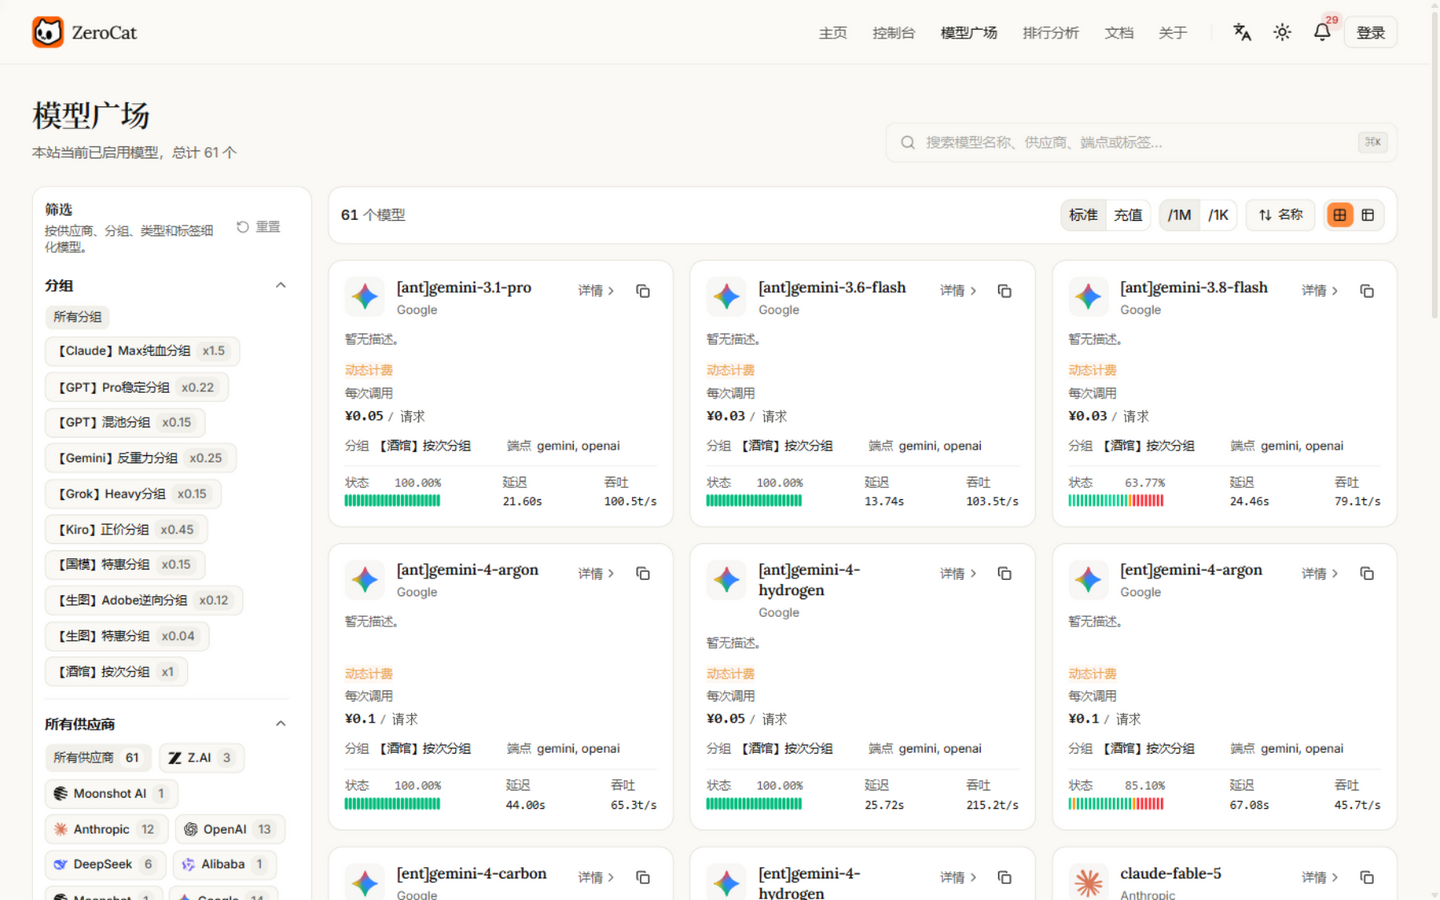 ZeroCat
主页 控制台 模型广场 排行分析 文档 关于 29 登录
模型广场
本站当前已启用模型，总计 61 个
搜索模型名称、供应商、端点或标签... ⌘K
筛选
按供应商、分组、类型和标签细化模型。
重置
分组
所有分组
【Claude】Max纯血分组 x1.5
【GPT】Pro稳定分组 x0.22
【GPT】混池分组 x0.15
【Gemini】反重力分组 x0.25
【Grok】Heavy分组 x0.15
【Kiro】正价分组 x0.45
【国模】特惠分组 x0.15
【生图】Adobe逆向分组 x0.12
【生图】特惠分组 x0.04
【酒馆】按次分组 x1
所有供应商
所有供应商 61 Z.AI 3
Moonshot AI 1
Anthropic 12 OpenAI 13
DeepSeek 6 Alibaba 1
Moonshot 1 Google 14
61 个模型 标准 充值 /1M /1K 名称
[ant]gemini-3.1-pro 详情
Google
暂无描述。
动态计费
每次调用
¥0.05 / 请求
分组 【酒馆】按次分组 端点 gemini, openai
状态 100.00% 延迟 吞吐
21.60s 100.5t/s
[ant]gemini-3.6-flash 详情
Google
暂无描述。
动态计费
每次调用
¥0.03 / 请求
分组 【酒馆】按次分组 端点 gemini, openai
状态 100.00% 延迟 吞吐
13.74s 103.5t/s
[ant]gemini-3.8-flash 详情
Google
暂无描述。
动态计费
每次调用
¥0.03 / 请求
分组 【酒馆】按次分组 端点 gemini, openai
状态 63.77% 延迟 吞吐
24.46s 79.1t/s
[ant]gemini-4-argon 详情
Google
暂无描述。
动态计费
每次调用
¥0.1 / 请求
分组 【酒馆】按次分组 端点 gemini, openai
状态 100.00% 延迟 吞吐
44.00s 65.3t/s
[ant]gemini-4-
hydrogen 详情
Google
暂无描述。
动态计费
每次调用
¥0.05 / 请求
分组 【酒馆】按次分组 端点 gemini, openai
状态 100.00% 延迟 吞吐
25.72s 215.2t/s
[ent]gemini-4-argon 详情
Google
暂无描述。
动态计费
每次调用
¥0.1 / 请求
分组 【酒馆】按次分组 端点 gemini, openai
状态 85.10% 延迟 吞吐
67.08s 45.7t/s
[ent]gemini-4-carbon 详情
Google
[ent]gemini-4-
hydrogen 详情
claude-fable-5 详情
Anthropic